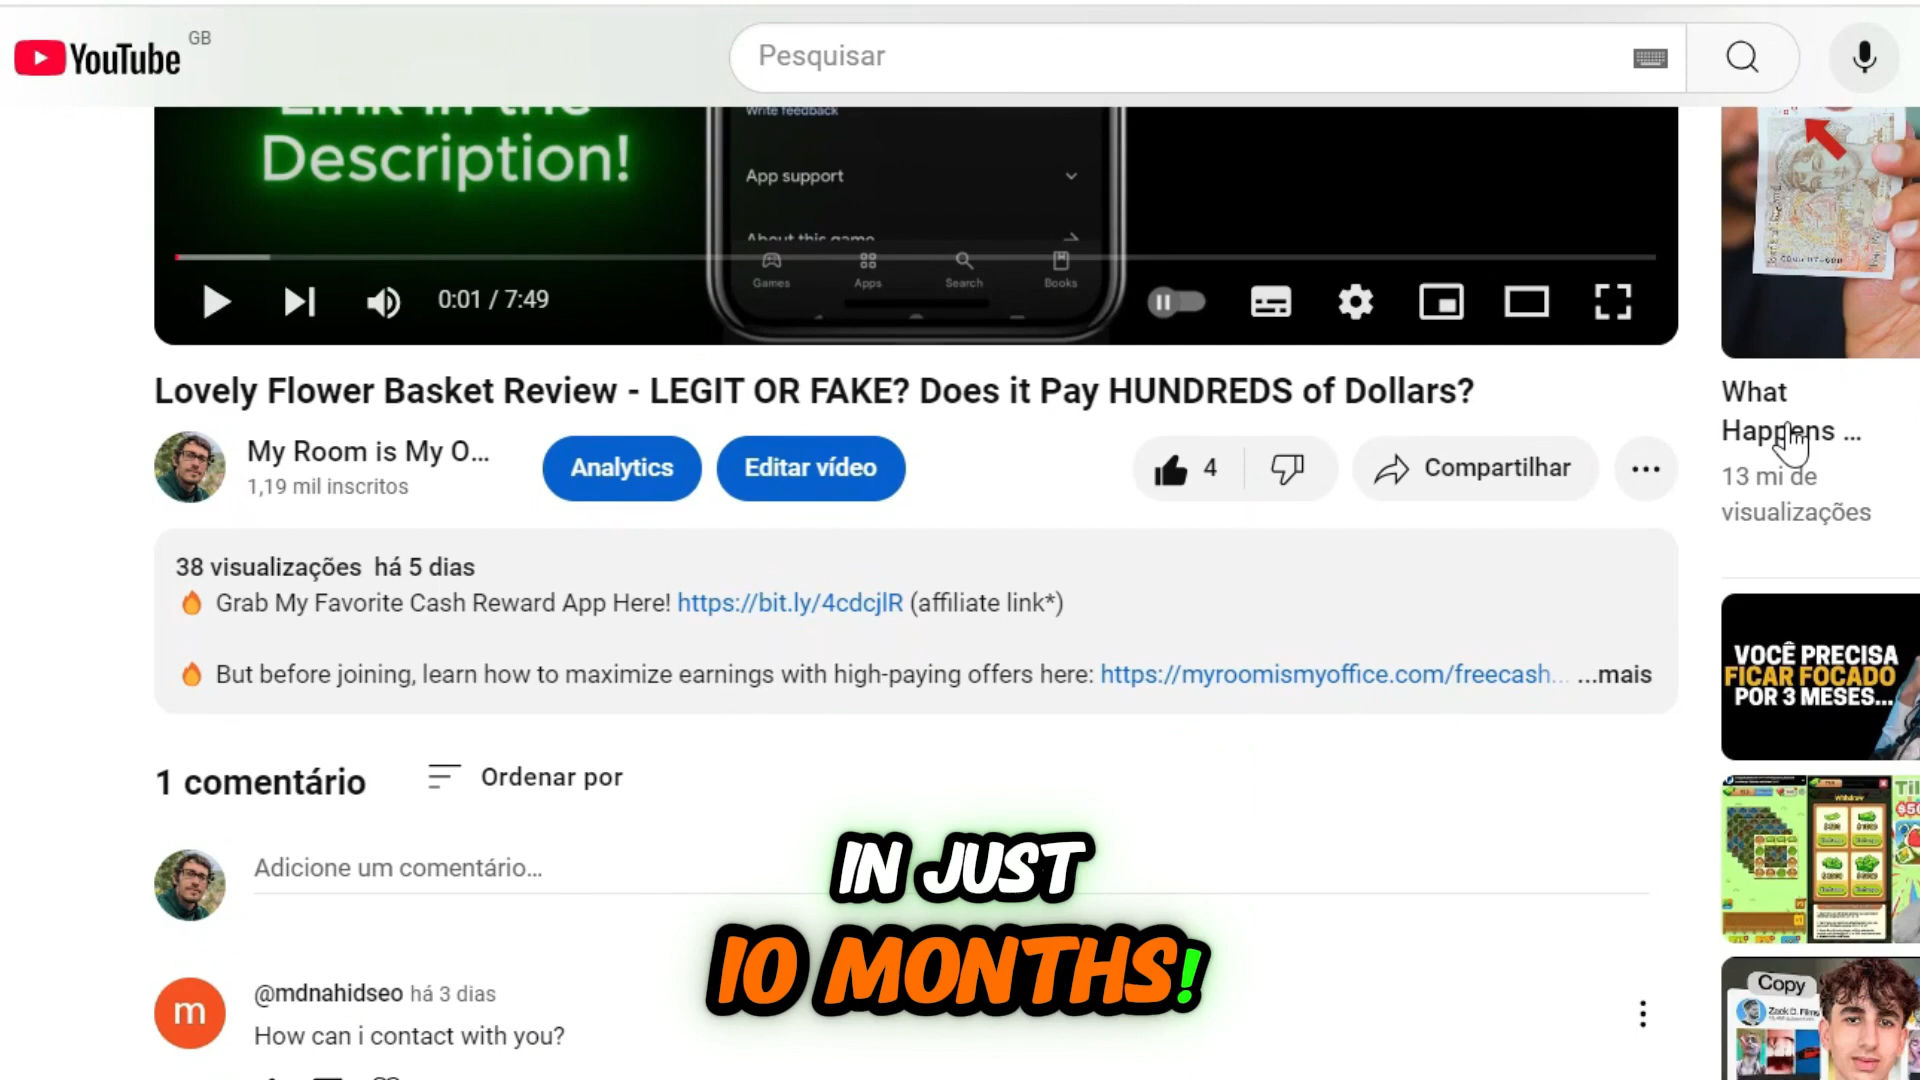 YouTube GB
Pesquisar
Link in the
Description!
Write feedback
App support
About this game
Games Apps Search Books
0:01 / 7:49
Lovely Flower Basket Review - LEGIT OR FAKE? Does it Pay HUNDREDS of Dollars?
My Room is My O...
1,19 mil inscritos
Analytics
Editar vídeo
4
Compartilhar
38 visualizações há 5 dias
Grab My Favorite Cash Reward App Here! https://bit.ly/4cdcjlR (affiliate link*)
But before joining, learn how to maximize earnings with high-paying offers here: https://myroomismyoffice.com/freecash... ...mais
1 comentário
Ordenar por
Adicione um comentário...
m
@mdnahidseo há 3 dias
How can i contact with you?
IN JUST
10 MONTHS!
What
Happens ...
13 mi de
visualizações
VOCÊ PRECISA
FICAR FOCADO
POR 3 MESES...
Withdraw
Copy
Zack D. Films